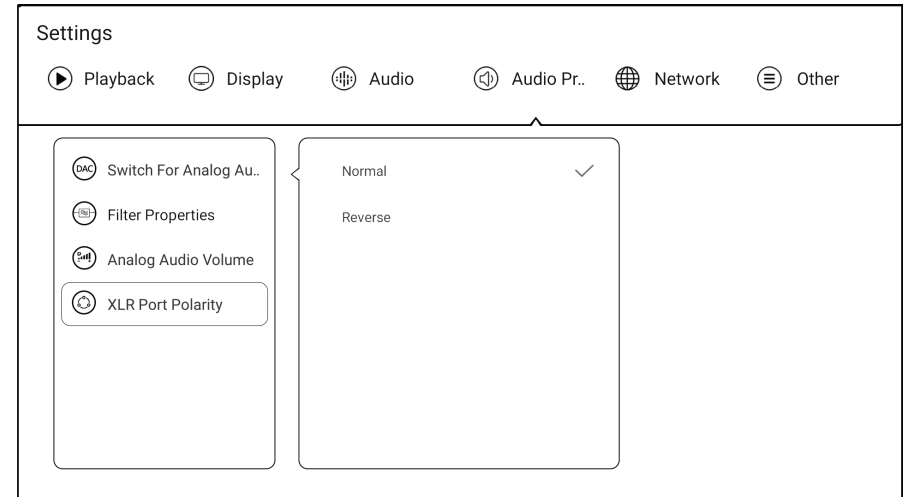 Settings
Playback Display Audio Audio Pr.. Network Other
DAC Switch For Analog Au..
Filter Properties
Analog Audio Volume
XLR Port Polarity
Normal
Reverse